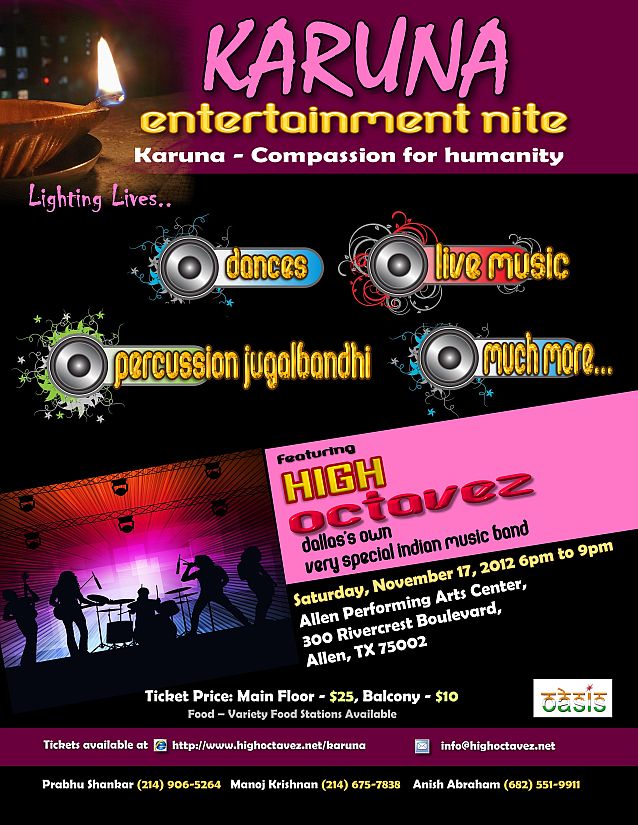 KARUNA
entertainment nite
Karuna - Compassion for humanity
Lighting Lives..
dances
live music
percussion jugalbandhi
much more...
featuring
HIGH
octavez
dallas's own
very special indian music band
Saturday, November 17, 2012 6pm to 9pm
Allen Performing Arts Center,
300 Rivercrest Boulevard,
Allen, TX 75002
Ticket Price: Main Floor - $25, Balcony - $10
Food – Variety Food Stations Available
oasis
Tickets available at http://www.highoctavez.net/karuna info@highoctavez.net
Prabhu Shankar (214) 906-5264 Manoj Krishnan (214) 675-7838 Anish Abraham (682) 551-9911